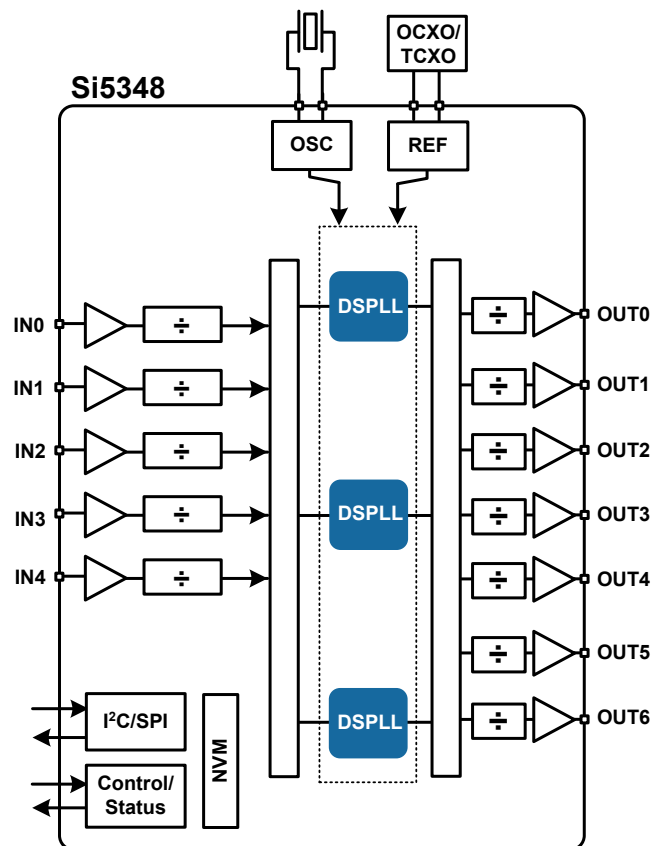 OCXO/
TCXO
Si5348
OSC
REF
DSPLL
IN0
÷
÷
OUT0
IN1
÷
÷
OUT1
IN2
÷
÷
OUT2
IN3
÷
DSPLL
÷
OUT3
IN4
÷
÷
OUT4
÷
OUT5
I²C/SPI
NVM
DSPLL
÷
OUT6
Control/
Status